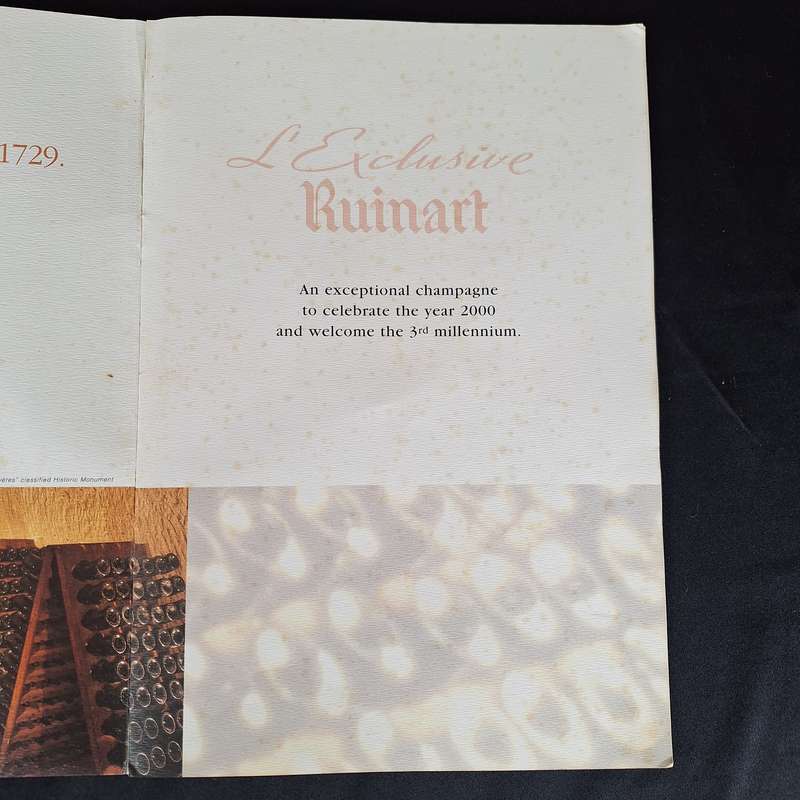 1729.
L'Exclusive
Ruinart
An exceptional champagne
to celebrate the year 2000
and welcome the 3rd millennium.
classified Historic Monument